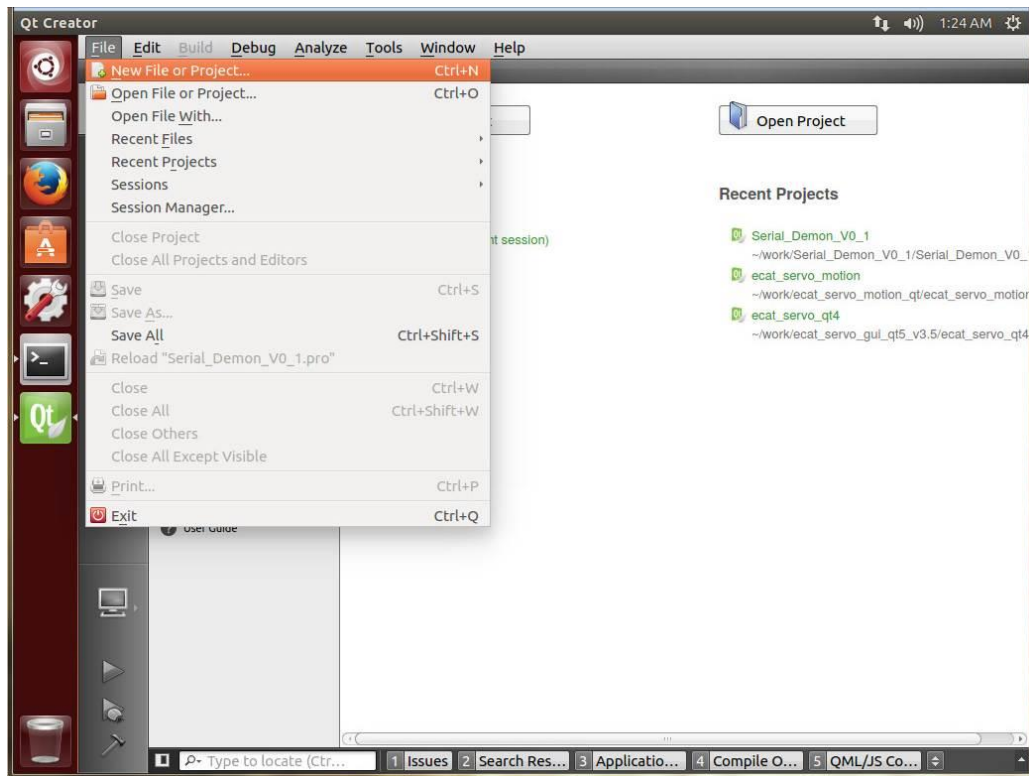 Qt Creator
1:24 AM
File Edit Build Debug Analyze Tools Window Help
New File or Project... Ctrl+N
Open File or Project... Ctrl+O
Open File With...
Recent Files
Recent Projects
Sessions
Session Manager...
Close Project
Close All Projects and Editors
Save Ctrl+S
Save As...
Save All Ctrl+Shift+S
Reload "Serial_Demon_V0_1.pro"
Close Ctrl+W
Close All Ctrl+Shift+W
Close Others
Close All Except Visible
Print... Ctrl+P
Exit Ctrl+Q
User Guide
nt session)
Open Project
Recent Projects
Serial_Demon_V0_1
~/work/Serial_Demon_V0_1/Serial_Demon_V0_
ecat_servo_motion
~/work/ecat_servo_motion_qt/ecat_servo_motion
ecat_servo_qt4
~/work/ecat_servo_gui_qt5_v3.5/ecat_servo_qt4
Qt
Type to locate (Ctr...
1 Issues 2 Search Res... 3 Applicatio... 4 Compile O... 5 QML/JS Co...